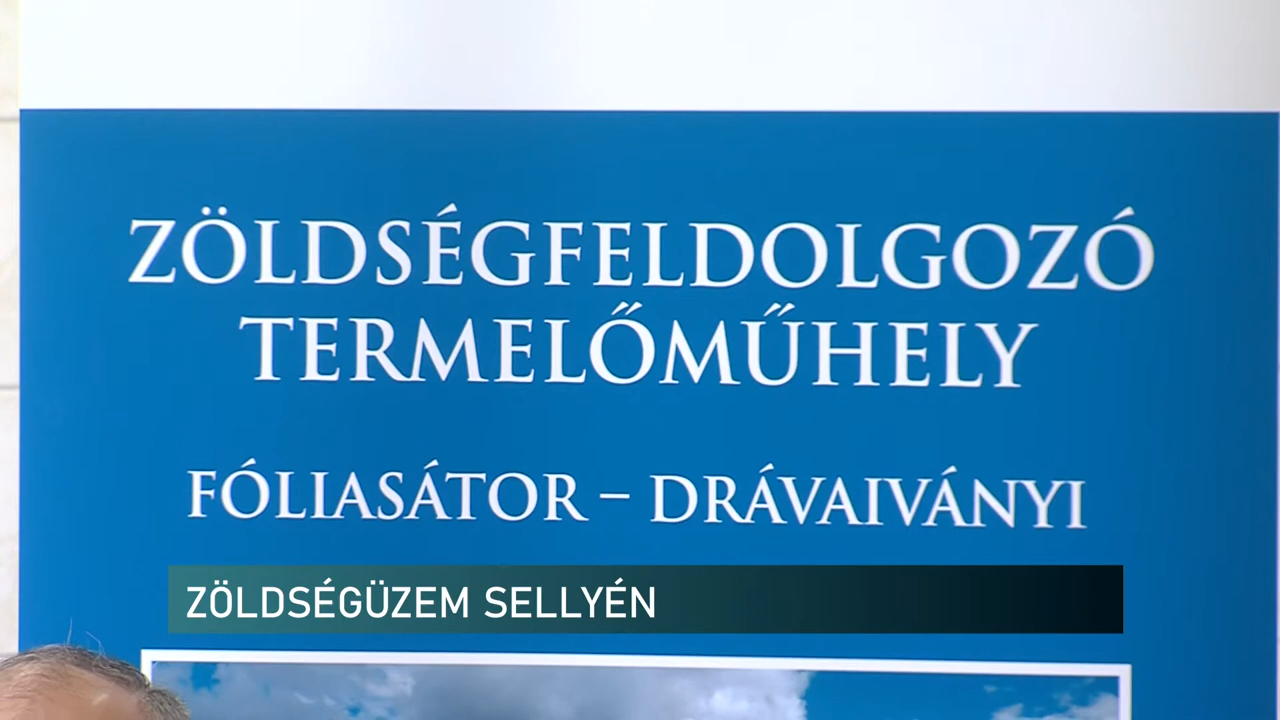 ZÖLDSÉGFELDOLGOZÓ
TERMELŐMŰHELY
FÓLIASÁTOR – DRÁVAIVÁNYI
ZÖLDSÉGÜZEM SELLYÉN